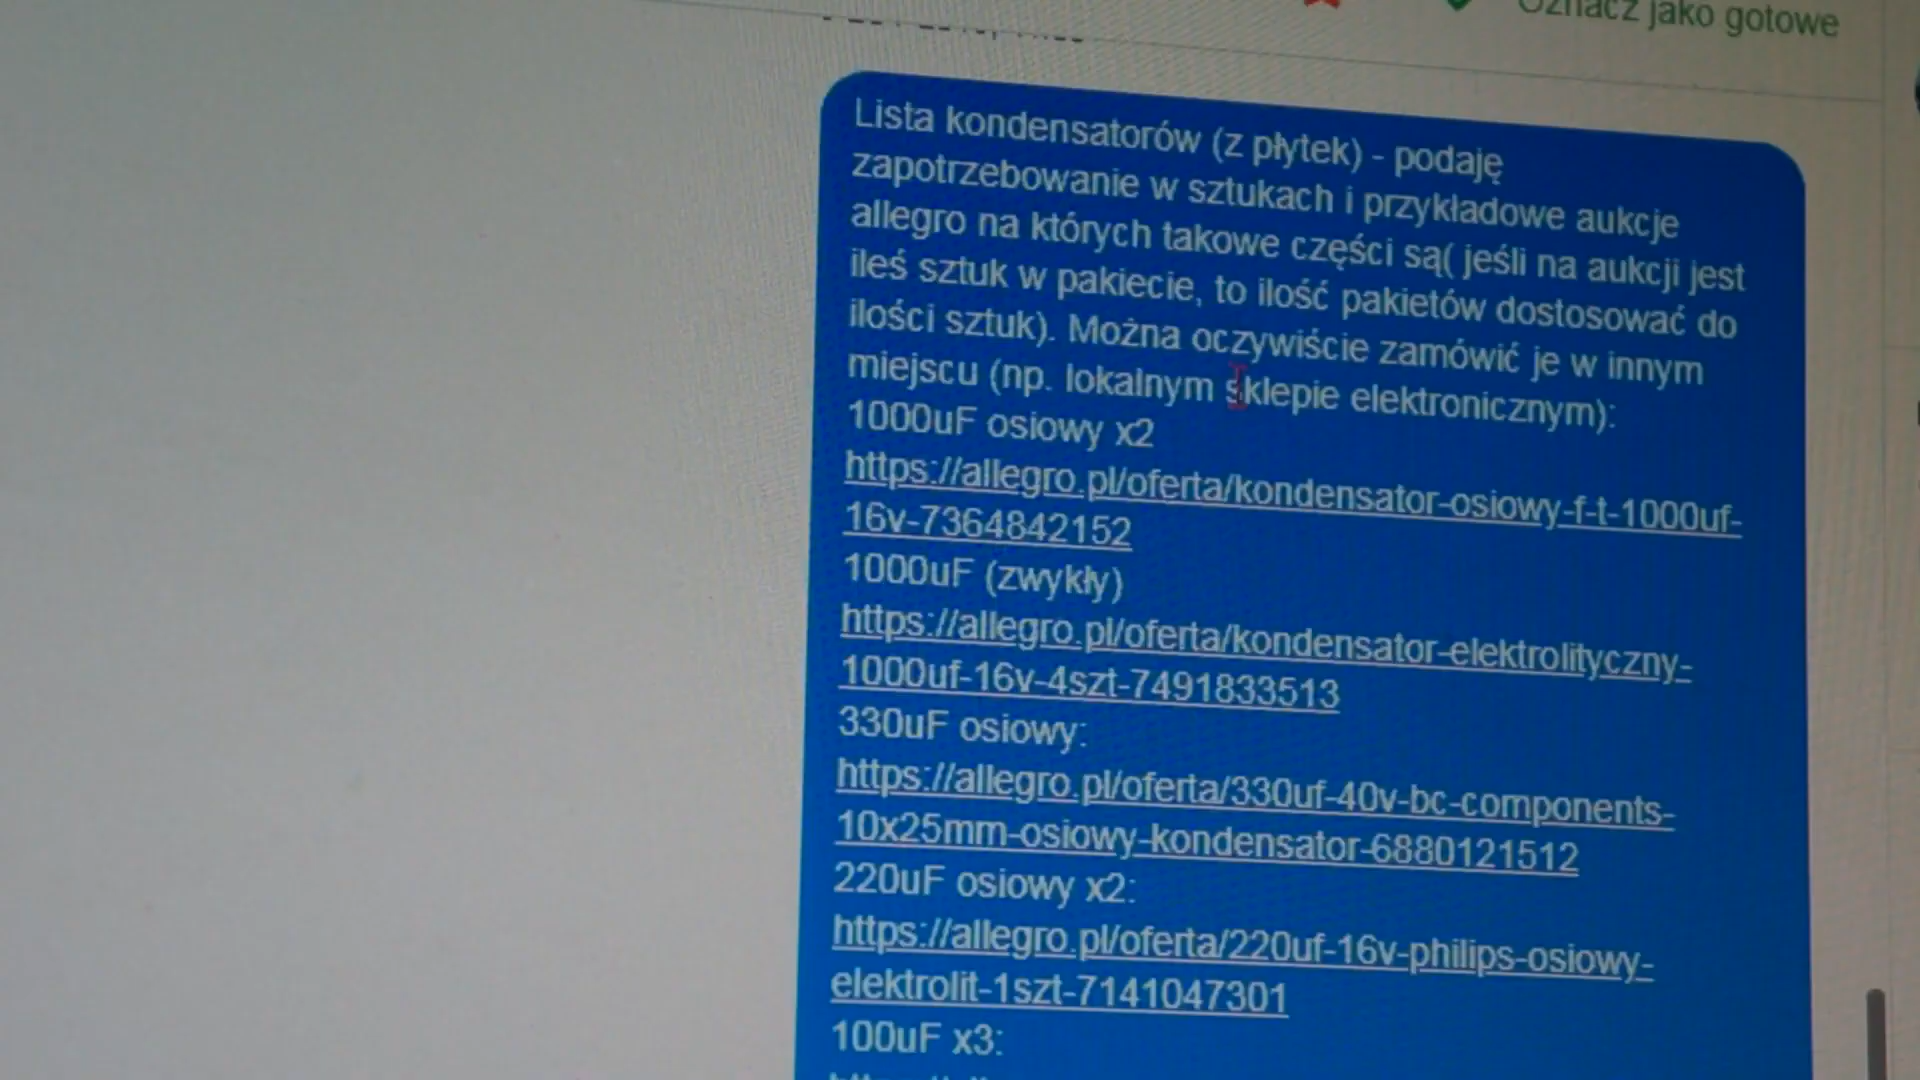 Oznacz jako gotowe
Lista kondensatorów (z płytek) - podaję
zapotrzebowanie w sztukach i przykładowe aukcje
allegro na których takowe części są( jeśli na aukcji jest
ileś sztuk w pakiecie, to ilość pakietów dostosować do
ilości sztuk). Można oczywiście zamówić je w innym
miejscu (np. lokalnym sklepie elektronicznym):
1000uF osiowy x2
https://allegro.pl/oferta/kondensator-osiowy-f-t-1000uf-
16v-7364842152
1000uF (zwykły)
https://allegro.pl/oferta/kondensator-elektrolityczny-
1000uf-16v-4szt-7491833513
330uF osiowy:
https://allegro.pl/oferta/330uf-40v-bc-components-
10x25mm-osiowy-kondensator-6880121512
220uF osiowy x2:
https://allegro.pl/oferta/220uf-16v-philips-osiowy-
elektrolit-1szt-7141047301
100uF x3: